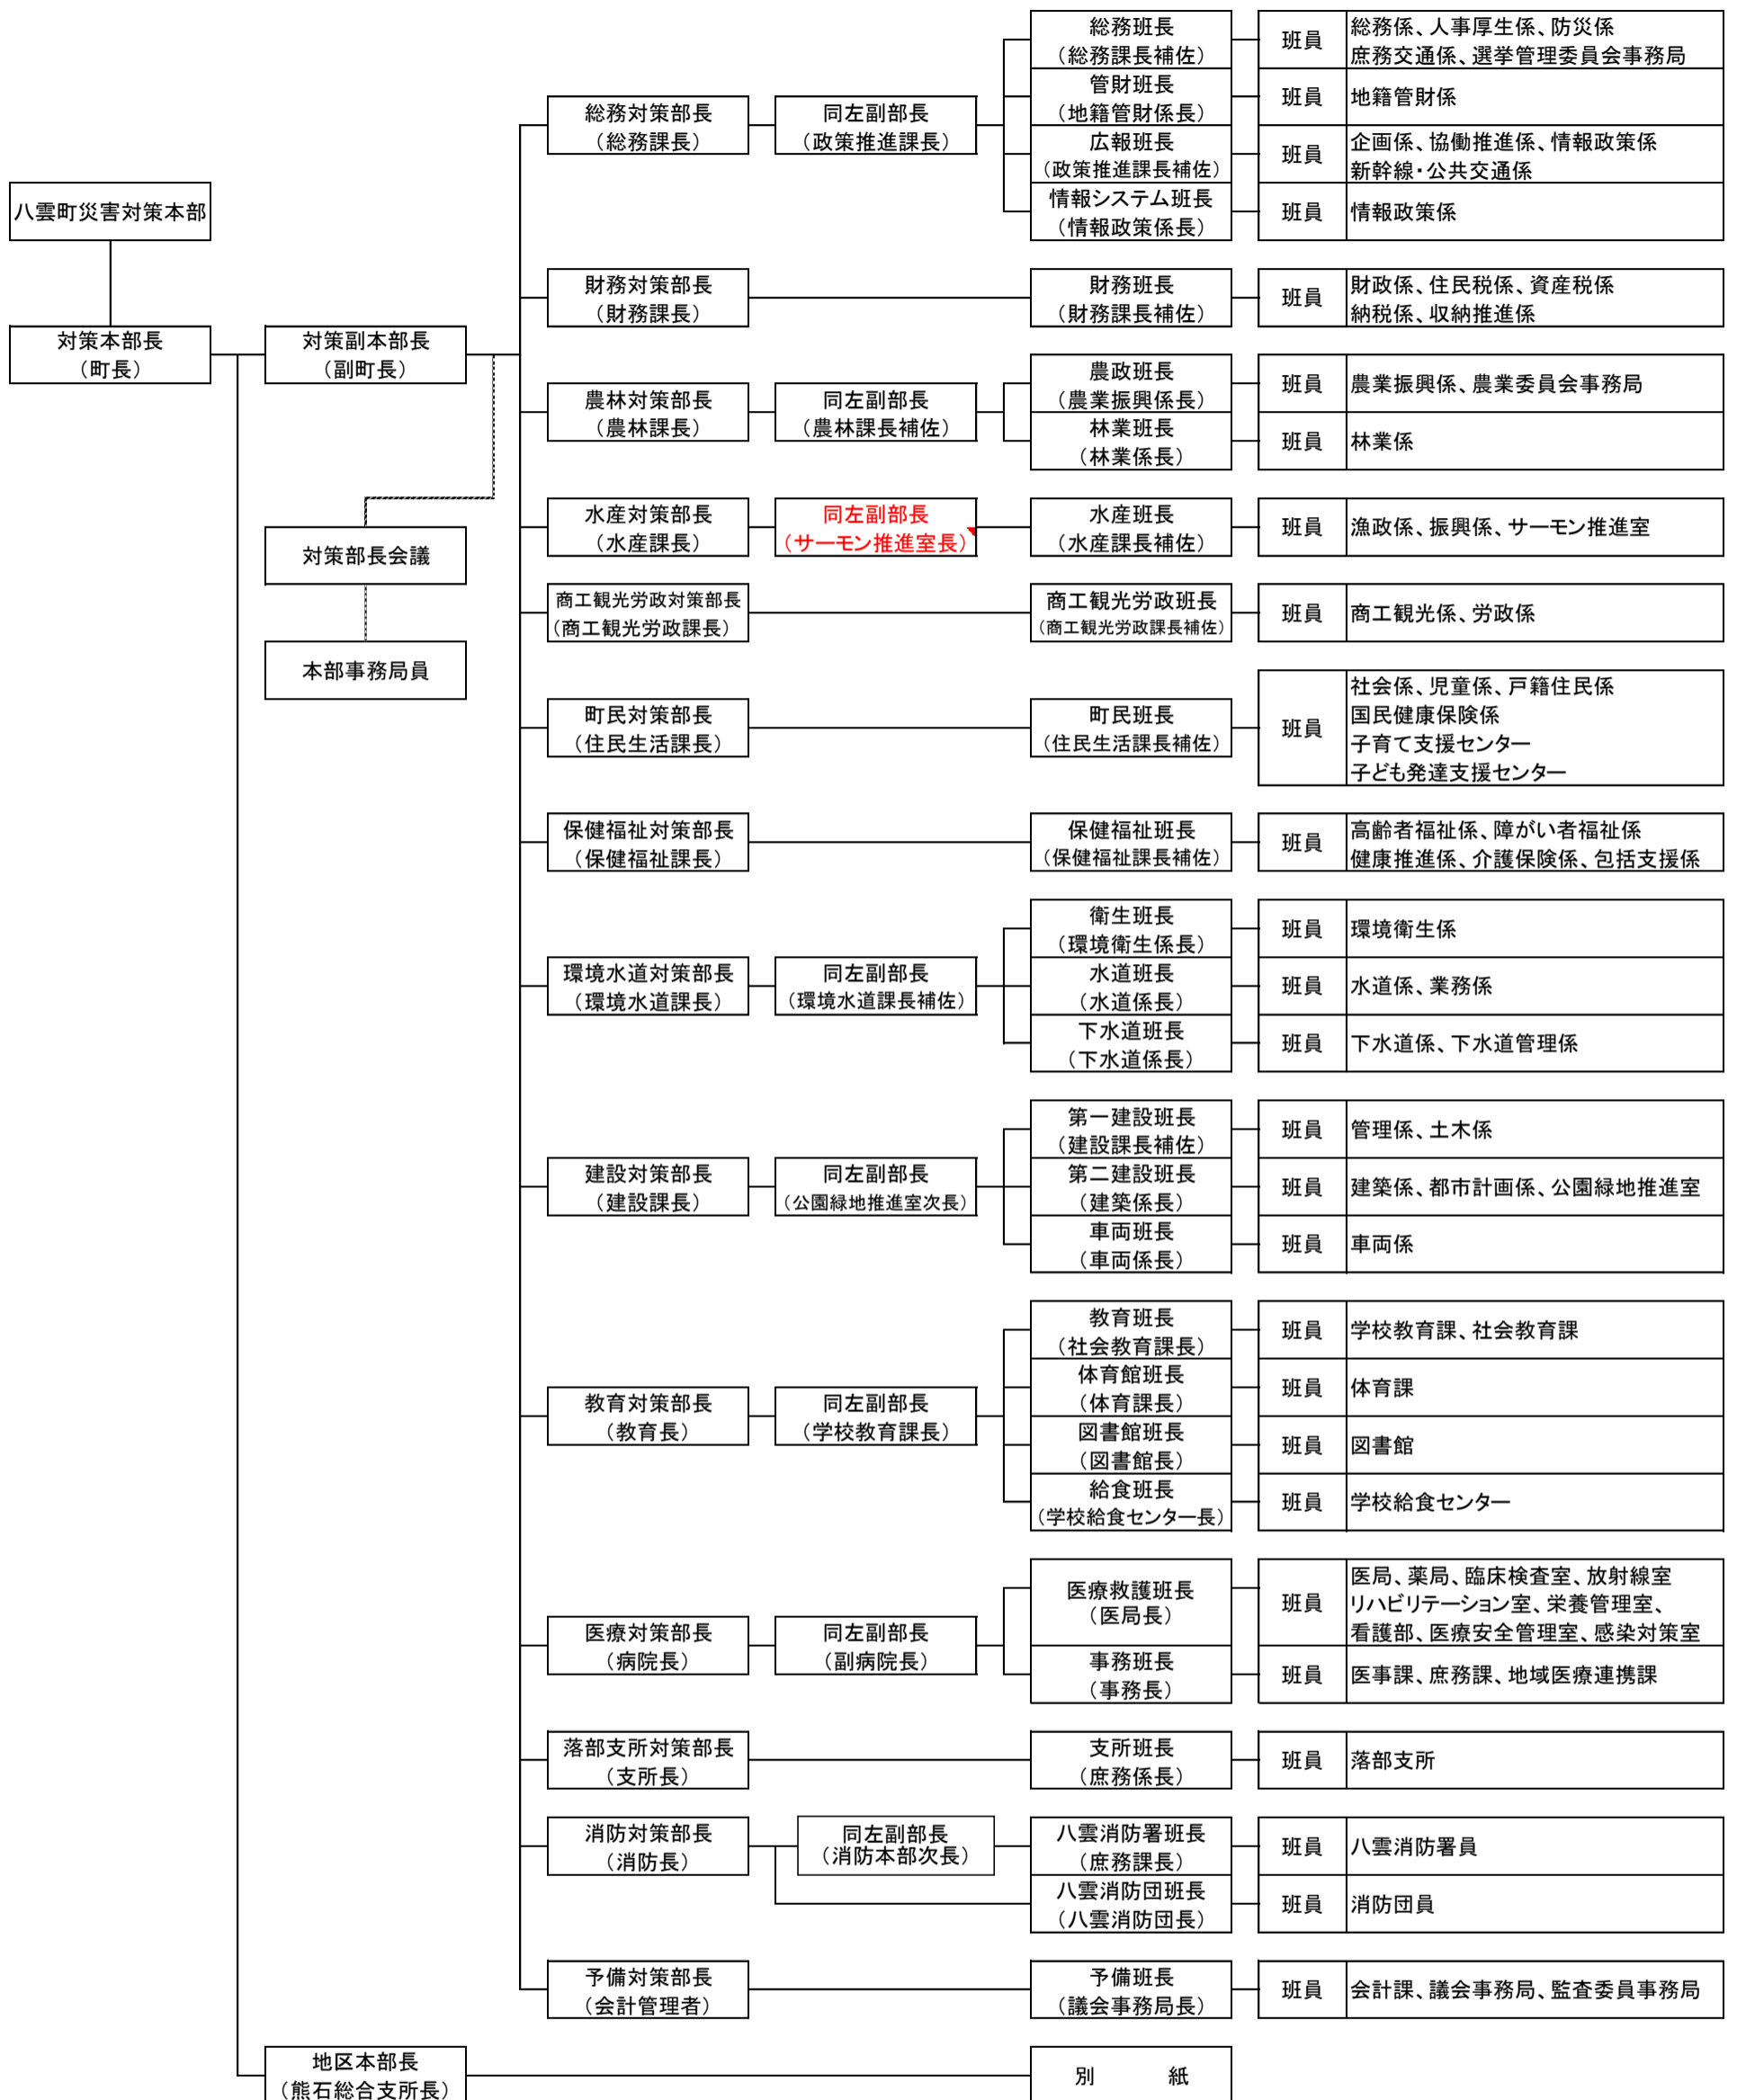 八雲町災害対策本部
対策本部長
（町長）
対策副本部長
（副町長）
対策部長会議
本部事務局員
総務対策部長
（総務課長）
同左副部長
（政策推進課長）
総務班長
（総務課長補佐）
班員
総務係、人事厚生係、防災係
庶務交通係、選挙管理委員会事務局
管財班長
（地籍管財係長）
班員
地籍管財係
広報班長
（政策推進課長補佐）
班員
企画係、協働推進係、情報政策係
新幹線・公共交通係
情報システム班長
（情報政策係長）
班員
情報政策係
財務対策部長
（財務課長）
財務班長
（財務課長補佐）
班員
財政係、住民税係、資産税係
納税係、収納推進係
農林対策部長
（農林課長）
同左副部長
（農林課長補佐）
農政班長
（農業振興係長）
班員
農業振興係、農業委員会事務局
林業班長
（林業係長）
班員
林業係
水産対策部長
（水産課長）
同左副部長
（サーモン推進室長）
水産班長
（水産課長補佐）
班員
漁政係、振興係、サーモン推進室
商工観光労政対策部長
（商工観光労政課長）
商工観光労政班長
（商工観光労政課長補佐）
班員
商工観光係、労政係
町民対策部長
（住民生活課長）
町民班長
（住民生活課長補佐）
班員
社会係、児童係、戸籍住民係
国民健康保険係
子育て支援センター
子ども発達支援センター
保健福祉対策部長
（保健福祉課長）
保健福祉班長
（保健福祉課長補佐）
班員
高齢者福祉係、障がい者福祉係
健康推進係、介護保険係、包括支援係
環境水道対策部長
（環境水道課長）
同左副部長
（環境水道課長補佐）
衛生班長
（環境衛生係長）
班員
環境衛生係
水道班長
（水道係長）
班員
水道係、業務係
下水道班長
（下水道係長）
班員
下水道係、下水道管理係
建設対策部長
（建設課長）
同左副部長
（公園緑地推進室次長）
第一建設班長
（建設課長補佐）
班員
管理係、土木係
第二建設班長
（建築係長）
班員
建築係、都市計画係、公園緑地推進室
車両班長
（車両係長）
班員
車両係
教育対策部長
（教育長）
同左副部長
（学校教育課長）
教育班長
（社会教育課長）
班員
学校教育課、社会教育課
体育館班長
（体育課長）
班員
体育課
図書館班長
（図書館長）
班員
図書館
給食班長
（学校給食センター長）
班員
学校給食センター
医療対策部長
（病院長）
同左副部長
（副病院長）
医療救護班長
（医局長）
班員
医局、薬局、臨床検査室、放射線室
リハビリテーション室、栄養管理室、
看護部、医療安全管理室、感染対策室
事務班長
（事務長）
班員
医事課、庶務課、地域医療連携課
落部支所対策部長
（支所長）
支所班長
（庶務係長）
班員
落部支所
消防対策部長
（消防長）
同左副部長
（消防本部次長）
八雲消防署班長
（庶務課長）
班員
八雲消防署員
八雲消防団班長
（八雲消防団長）
班員
消防団員
予備対策部長
（会計管理者）
予備班長
（議会事務局長）
班員
会計課、議会事務局、監査委員事務局
地区本部長
（熊石総合支所長）
別　　　紙